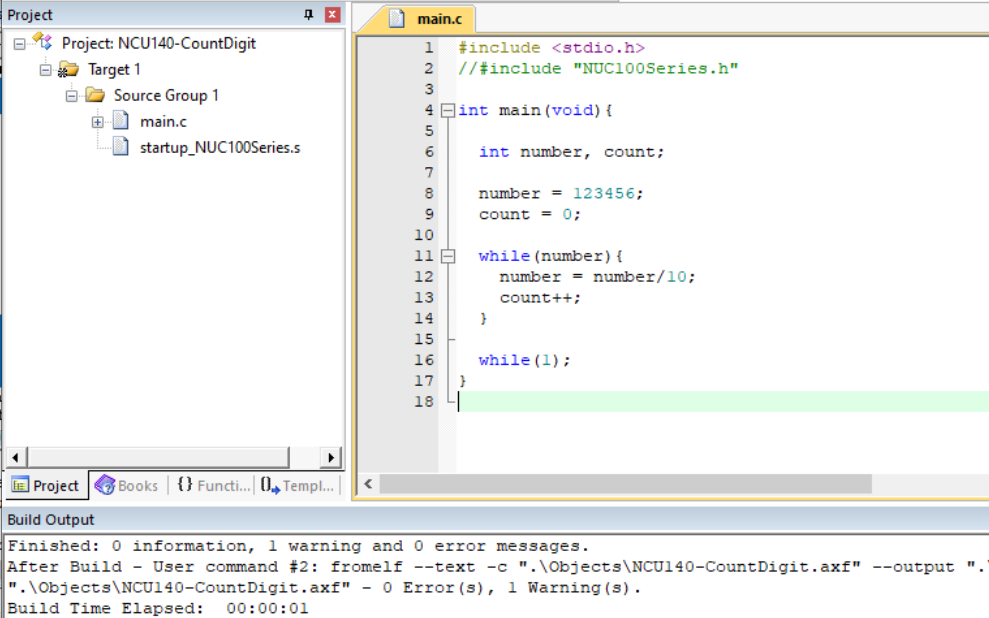 Project
Project: NCU140-CountDigit
Target 1
Source Group 1
main.c
startup_NUC100Series.s
Project Books {} Functi... 0 Templ...
main.c
1 #include <stdio.h>
2 //#include "NUC100Series.h"
3
4 int main(void){
5
6 int number, count;
7
8 number = 123456;
9 count = 0;
10
11 while(number){
12 number = number/10;
13 count++;
14 }
15
16 while(1);
17 }
18
Build Output
Finished: 0 information, 1 warning and 0 error messages.
After Build - User command #2: fromelf --text -c ".\Objects\NCU140-CountDigit.axf" --output ".\
".\Objects\NCU140-CountDigit.axf" - 0 Error(s), 1 Warning(s).
Build Time Elapsed: 00:00:01